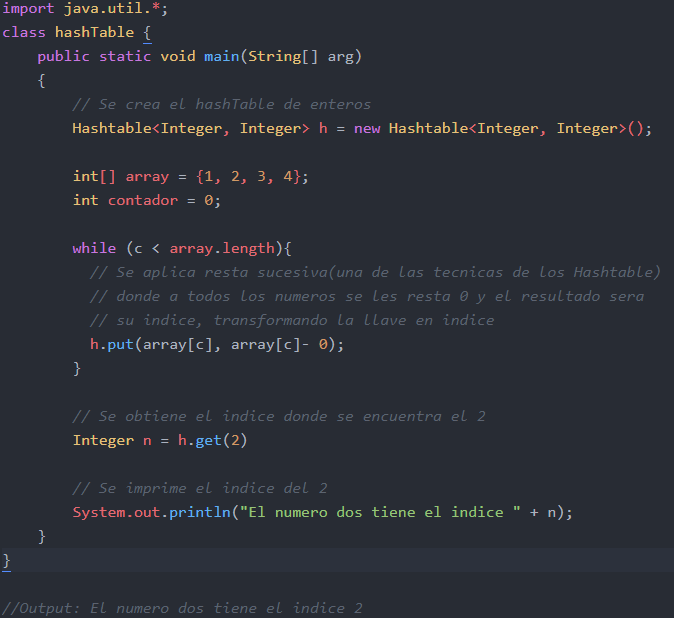 import java.util.*;
class hashTable {
public static void main(String[] arg)
{
// Se crea el hashTable de enteros
Hashtable<Integer, Integer> h = new Hashtable<Integer, Integer>();
int[] array = {1, 2, 3, 4};
int contador = 0;
while (c < array.length){
// Se aplica resta sucesiva(una de las tecnicas de los Hashtable)
// donde a todos los numeros se les resta 0 y el resultado sera
// su indice, transformando la llave en indice
h.put(array[c], array[c]- 0);
}
// Se obtiene el indice donde se encuentra el 2
Integer n = h.get(2)
// Se imprime el indice del 2
System.out.println("El numero dos tiene el indice " + n);
}
}
//Output: El numero dos tiene el indice 2